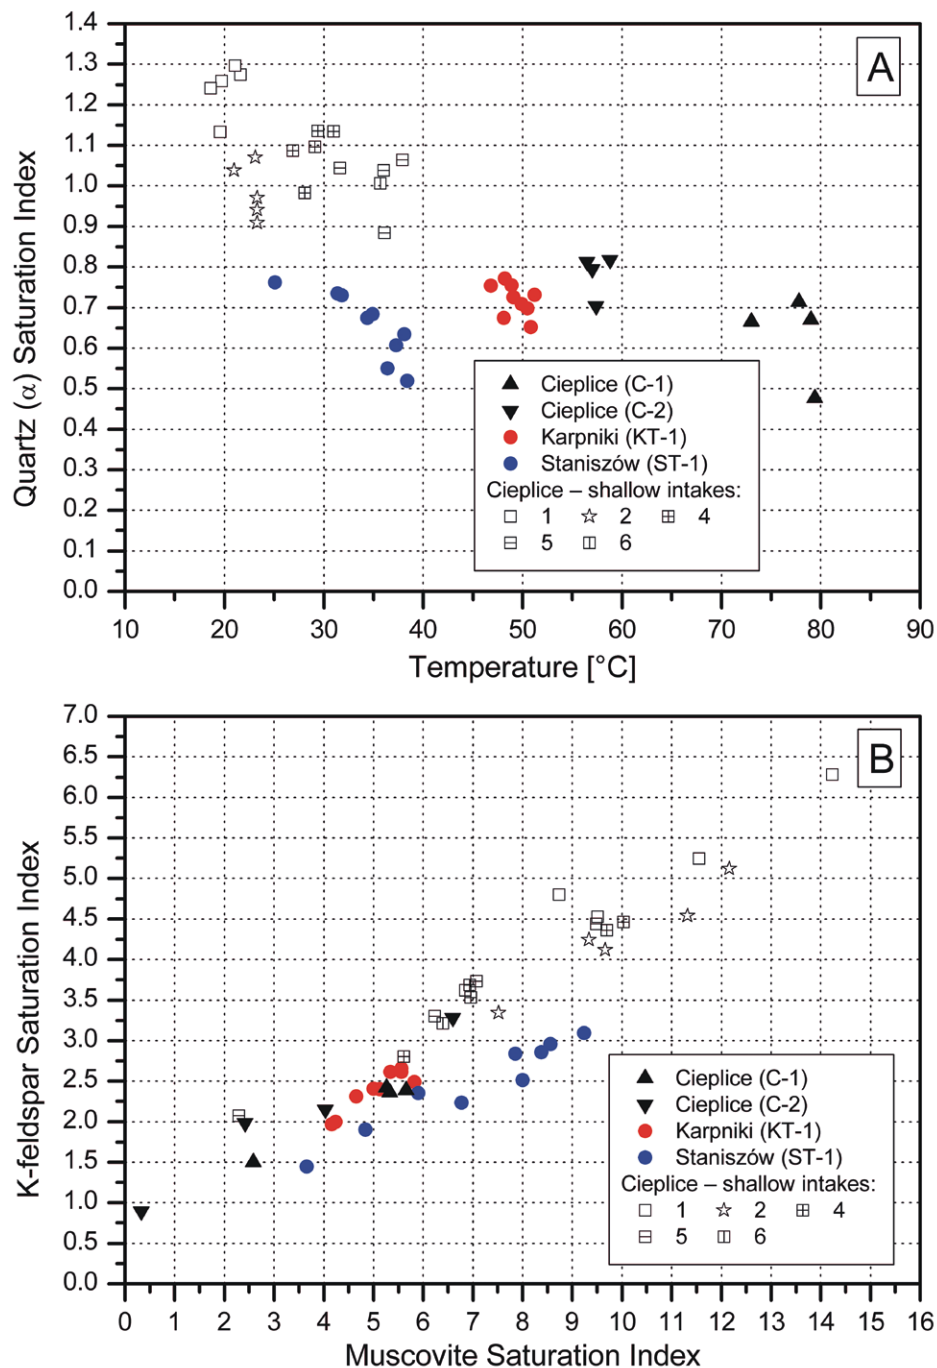 1.4
1.3
1.2
1.1
1.0
0.9
0.8
0.7
0.6
0.5
0.4
0.3
0.2
0.1
0.0
Quartz (α) Saturation Index
A
Cieplice (C-1)
Cieplice (C-2)
Karpniki (KT-1)
Staniszów (ST-1)
Cieplice – shallow intakes:
1 2 4
5 6
10 20 30 40 50 60 70 80 90
Temperature [°C]
7.0
6.5
6.0
5.5
5.0
4.5
4.0
3.5
3.0
2.5
2.0
1.5
1.0
0.5
0.0
K-feldspar Saturation Index
B
Cieplice (C-1)
Cieplice (C-2)
Karpniki (KT-1)
Staniszów (ST-1)
Cieplice – shallow intakes:
1 2 4
5 6
0 1 2 3 4 5 6 7 8 9 10 11 12 13 14 15 16
Muscovite Saturation Index